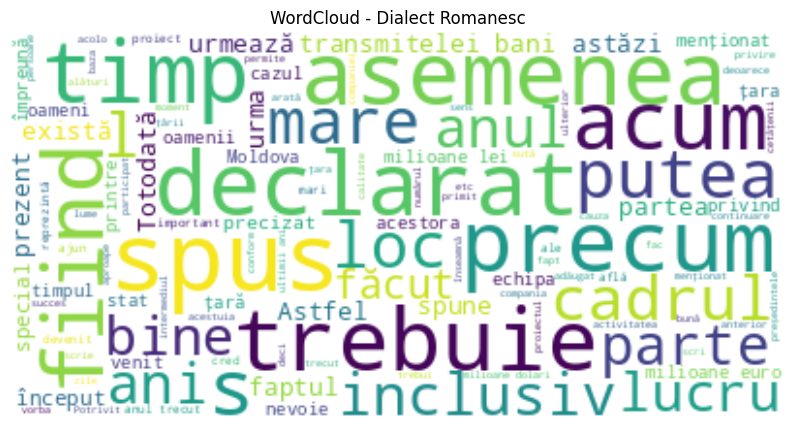 WordCloud - Dialect Romanesc
împreună
acolo
proiect
urmează
transmitelei bani
astăzi
menționat
privire
baza
permite
alături
timp
asemenea
cazul
deoarece
țara
oameni
moment
arată
sens
ulterior
există
l
oamenii
urma
mare
anul
acum
cetățenii
Totodată
Moldova
milioane lei
putea
prezent
fiind
printre
participat
declarat
țara
mari
calitate
numărul
etc
primit
sută
partea
privind
reprezintă
lume
important
precizat
acestora
cauza
continuare
special
ajun
aproape
spus
conform
ultimii ani
loc
înseamnă
precum
ale
fapt
fac
timpul
succes
stat
țară
intermediul
făcut
echipa
adăugat
află
menționat
președintele
Astfel
spune
compania
cadrul
devenit
bine
acestuia
trebuie
proiectul
activitatea
bună
anterior
parte
scrie
venit
cred
deci
trecut
trebui
scri
zile
anis
faptul
milioane dolari
milioane euro
început
inclusiv
lucru
vorba
Potrivit
anul trecut
nevoie